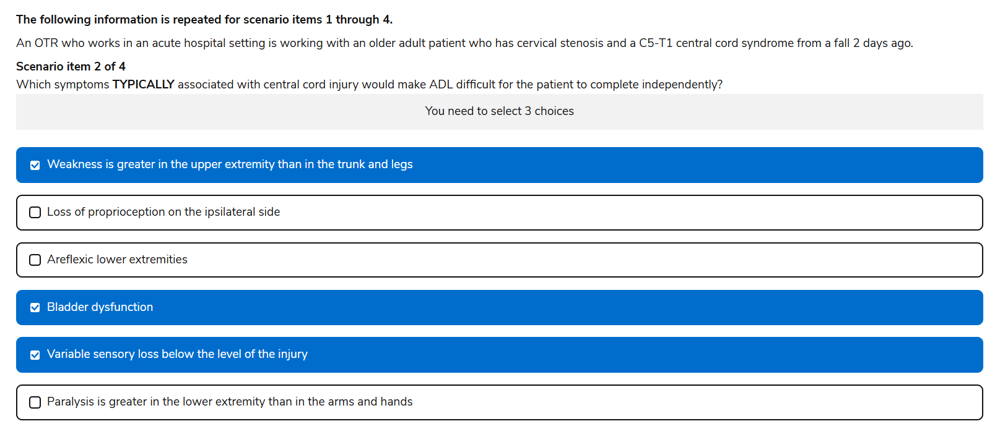 The following information is repeated for scenario items 1 through 4.
An OTR who works in an acute hospital setting is working with an older adult patient who has cervical stenosis and a C5-T1 central cord syndrome from a fall 2 days ago.
Scenario item 2 of 4
Which symptoms TYPICALLY associated with central cord injury would make ADL difficult for the patient to complete independently?
You need to select 3 choices
Weakness is greater in the upper extremity than in the trunk and legs
Loss of proprioception on the ipsilateral side
Areflexic lower extremities
Bladder dysfunction
Variable sensory loss below the level of the injury
Paralysis is greater in the lower extremity than in the arms and hands